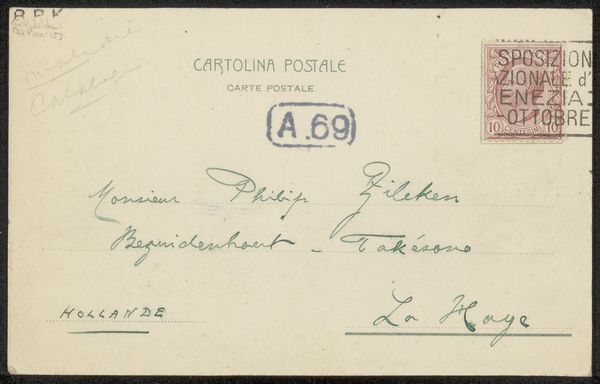 CARTOLINA POSTALE
CARTE POSTALE
A.69
SPOSIZION
ZIONALE d'
ENEZIA
OTTOBRE
10 CENTESIMI 10
Monsieur Philip Zilcken
Bezuidenhout -
HOLLANDE
La Haye